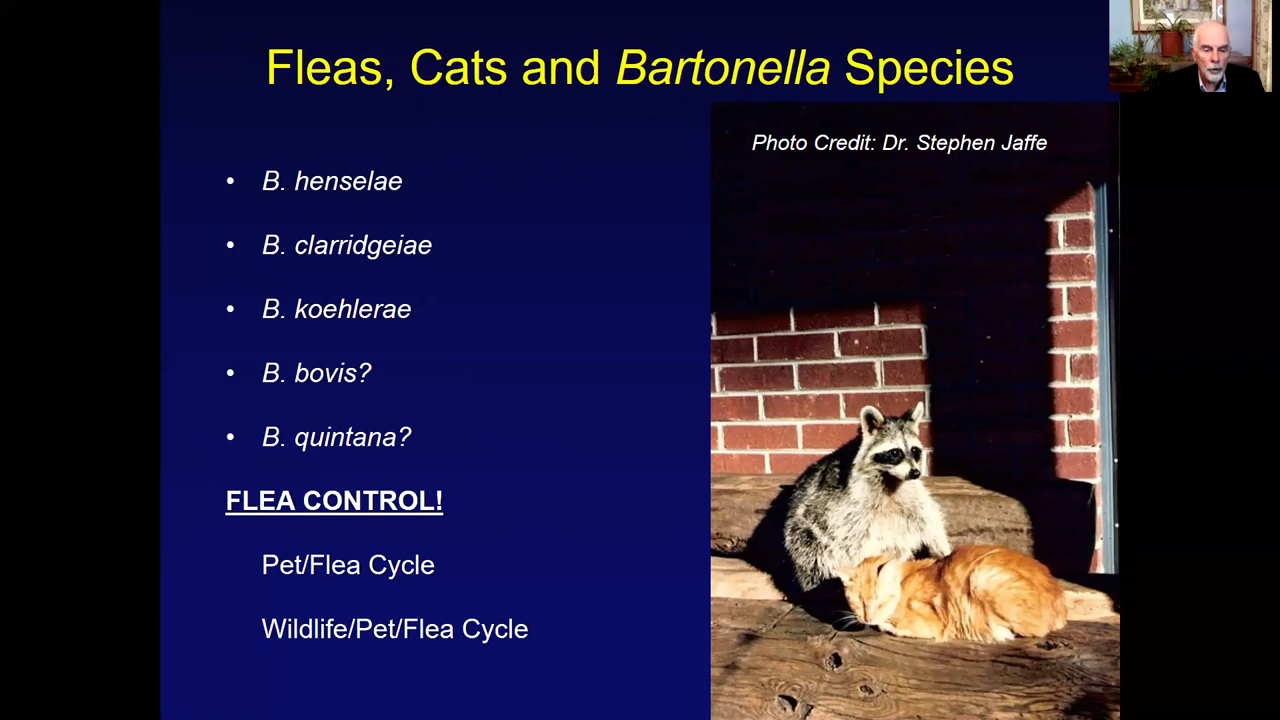 Fleas, Cats and Bartonella Species
Photo Credit: Dr. Stephen Jaffe
• B. henselae
• B. clarridgeiae
• B. koehlerae
• B. bovis?
• B. quintana?
FLEA CONTROL!
Pet/Flea Cycle
Wildlife/Pet/Flea Cycle